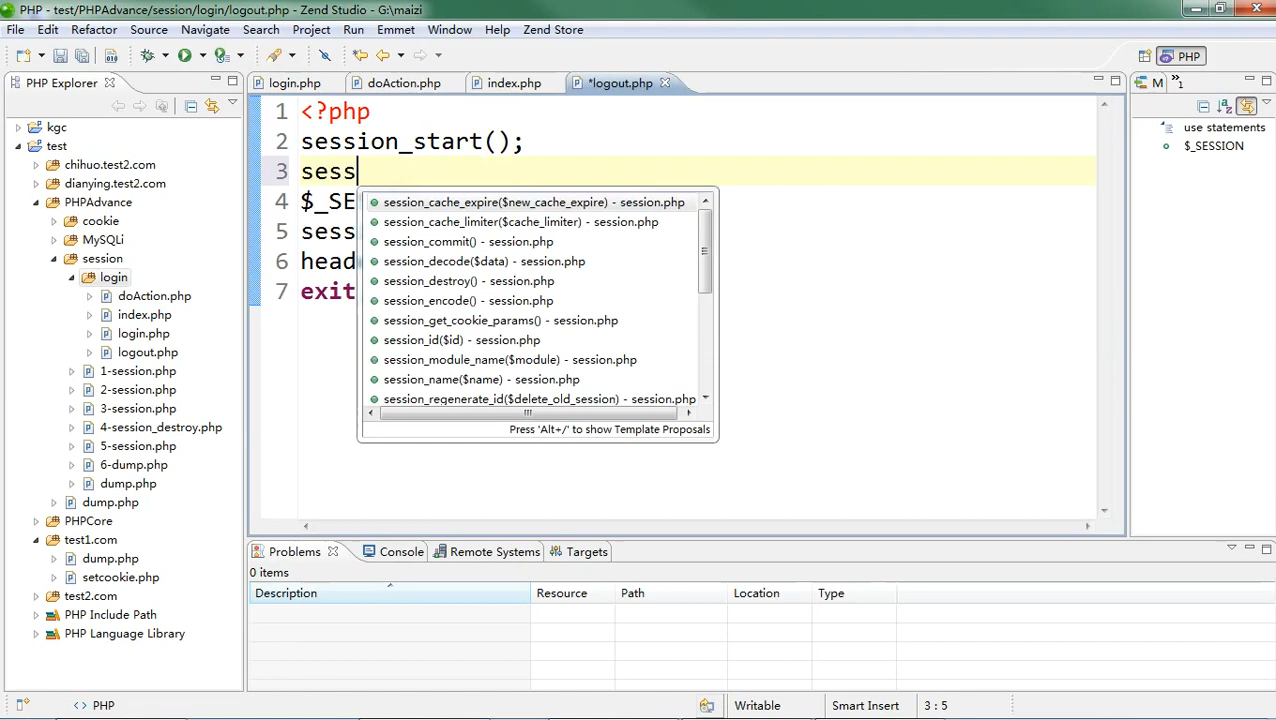 PHP - test/PHPAdvance/session/login/logout.php - Zend Studio - G:\maizi
File Edit Refactor Source Navigate Search Project Run Emmet Window Help Zend Store
PHP
PHP Explorer
login.php doAction.php index.php *logout.php
M »1
kgc
test
chihuo.test2.com
dianying.test2.com
PHPAdvance
cookie
MySQLi
session
login
doAction.php
index.php
login.php
logout.php
1-session.php
2-session.php
3-session.php
4-session_destroy.php
5-session.php
6-dump.php
dump.php
dump.php
PHPCore
test1.com
dump.php
setcookie.php
test2.com
PHP Include Path
PHP Language Library
1 <?php
2 session_start();
3 sess
4 $_SE
5 sess
6 head
7 exit
session_cache_expire($new_cache_expire) - session.php
session_cache_limiter($cache_limiter) - session.php
session_commit() - session.php
session_decode($data) - session.php
session_destroy() - session.php
session_encode() - session.php
session_get_cookie_params() - session.php
session_id($id) - session.php
session_module_name($module) - session.php
session_name($name) - session.php
session_regenerate_id($delete_old_session) - session.php
Press 'Alt+/' to show Template Proposals
use statements
$_SESSION
Problems Console Remote Systems Targets
0 items
Description Resource Path Location Type
<> PHP Writable Smart Insert 3 : 5